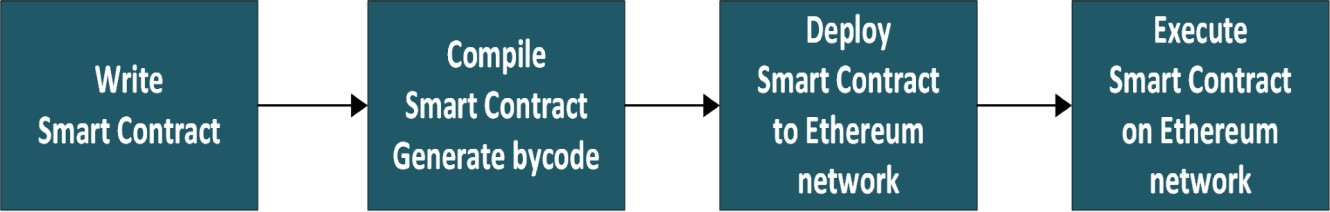 Write
Smart Contract
Compile
Smart Contract
Generate bycode
Deploy
Smart Contract
to Ethereum
network
Execute
Smart Contract
on Ethereum
network